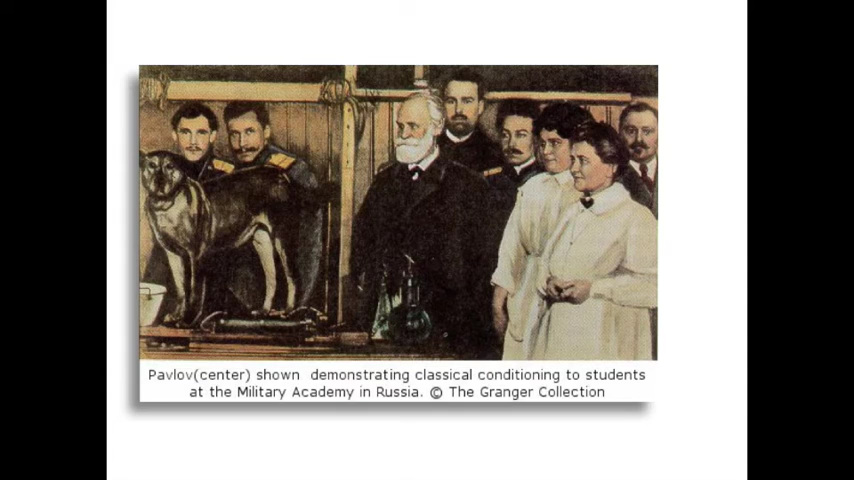 Pavlov(center) shown  demonstrating classical conditioning to students
at the Military Academy in Russia. © The Granger Collection